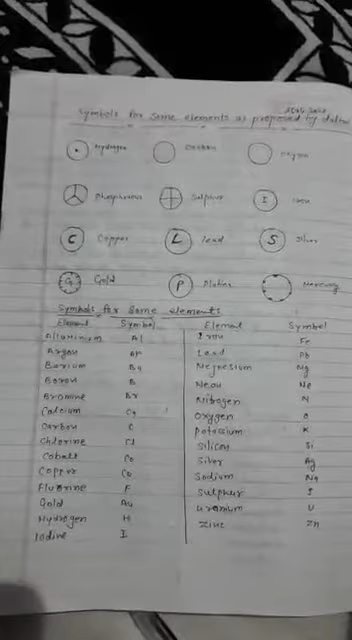 Symbols for some elements as proposed by dalton
Hydrogen Carbon Oxygen
Phosphorous Sulphur I Iron
C Copper L Lead S Silver
G Gold P Platina Mercury
Symbols for some elements
Element Symbol Element Symbol
Aluminium Al Iron Fe
Argon Ar Lead Pb
Barium Ba Magnesium Mg
Boron B Neon Ne
Bromine Br Nitrogen N
Calcium Ca Oxygen O
Carbon C Potassium K
Chlorine Cl Silicon Si
Cobalt Co Silver Ag
Copper Cu Sodium Na
Fluorine F Sulphur S
Gold Au Uranium U
Hydrogen H Zinc Zn
Iodine I